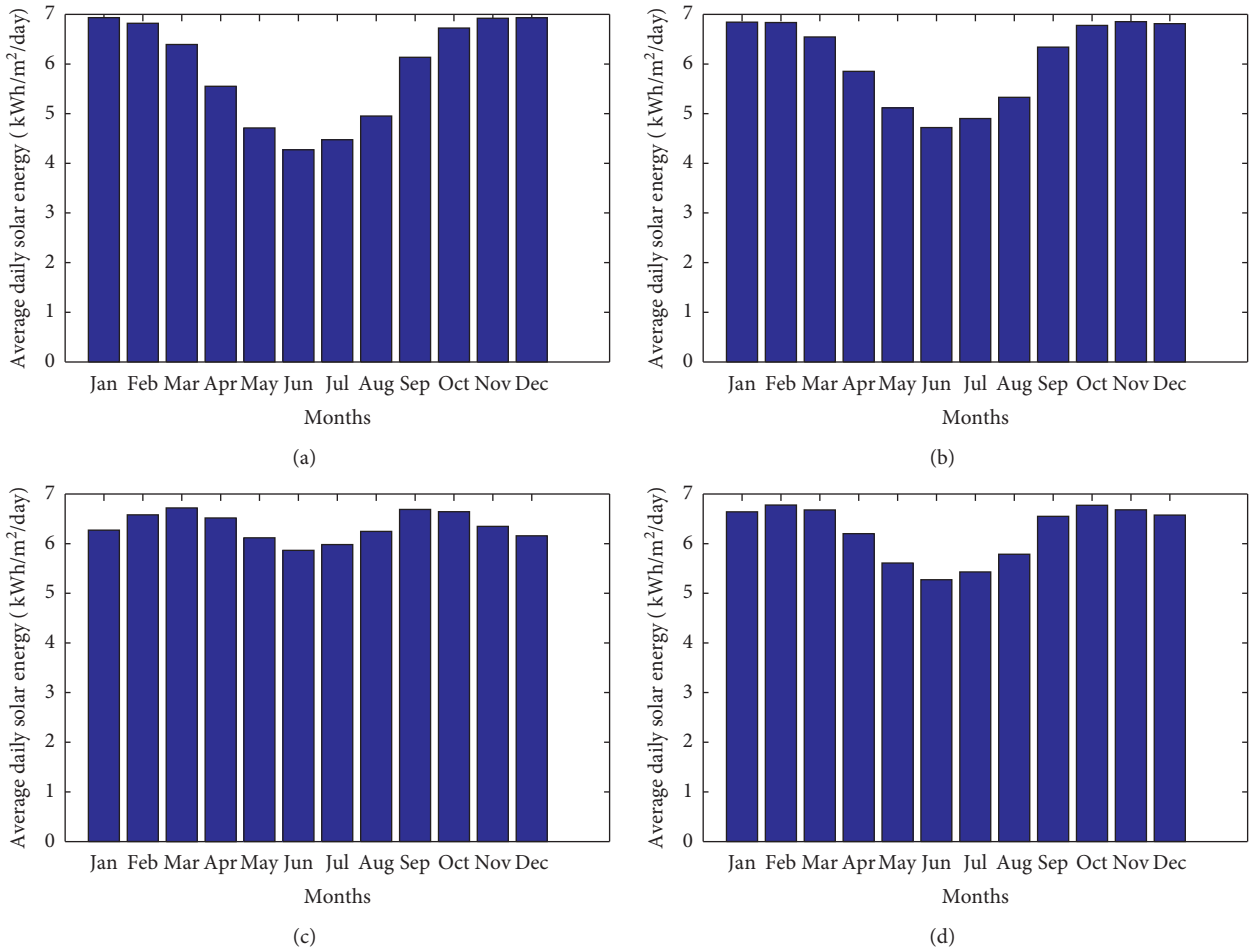 Average daily solar energy ( kWh/m²/day)
7
6
5
4
3
2
1
0
Jan Feb Mar Apr May Jun Jul Aug Sep Oct Nov Dec
Months
(a)
Average daily solar energy ( kWh/m²/day)
7
6
5
4
3
2
1
0
Jan Feb Mar Apr May Jun Jul Aug Sep Oct Nov Dec
Months
(b)
Average daily solar energy ( kWh/m²/day)
7
6
5
4
3
2
1
0
Jan Feb Mar Apr May Jun Jul Aug Sep Oct Nov Dec
Months
(c)
Average daily solar energy ( kWh/m²/day)
7
6
5
4
3
2
1
0
Jan Feb Mar Apr May Jun Jul Aug Sep Oct Nov Dec
Months
(d)